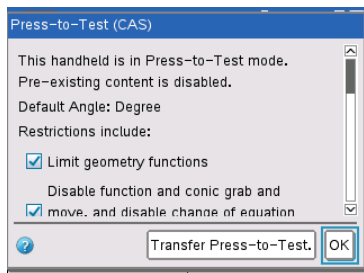 Press-to-Test (CAS)
This handheld is in Press-to-Test mode.
Pre-existing content is disabled.
Default Angle: Degree
Restrictions include:
Limit geometry functions
Disable function and conic grab and
move, and disable change of equation
? Transfer Press-to-Test. OK